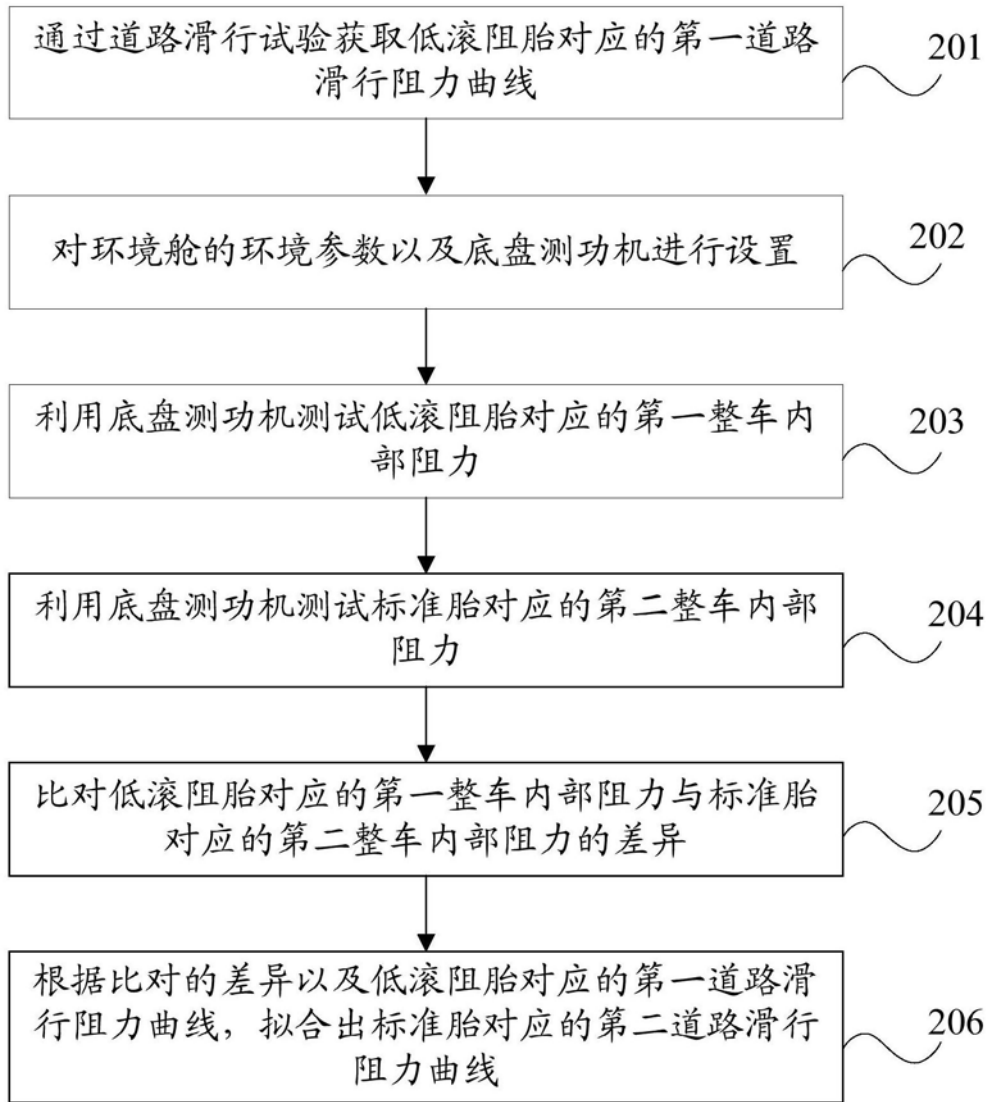 通过道路滑行试验获取低滚阻胎对应的第一道路
滑行阻力曲线
201
对环境舱的环境参数以及底盘测功机进行设置
202
利用底盘测功机测试低滚阻胎对应的第一整车内
部阻力
203
利用底盘测功机测试标准胎对应的第二整车内部
阻力
204
比对低滚阻胎对应的第一整车内部阻力与标准胎
对应的第二整车内部阻力的差异
205
根据比对的差异以及低滚阻胎对应的第一道路滑
行阻力曲线，拟合出标准胎对应的第二道路滑行
阻力曲线
206